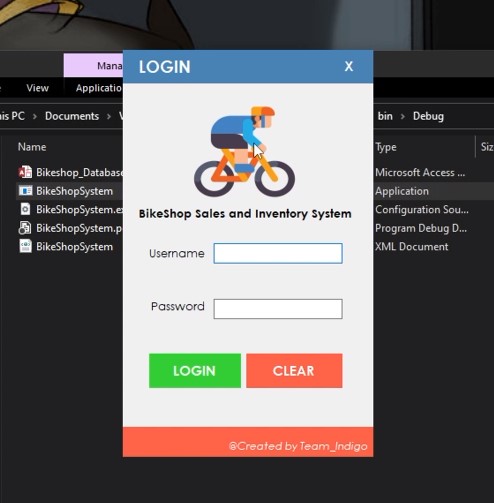 Mana
LOGIN X
View Applicatio
his PC > Documents > V
bin > Debug
Name
Type
Siz
Bikeshop_Database
Microsoft Access ...
BikeShopSystem
Application
BikeShopSystem.ex
Configuration Sou...
BikeShopSystem.p
Program Debug D...
BikeShopSystem
XML Document
BikeShop Sales and Inventory System
Username
Password
LOGIN CLEAR
@Created by Team_Indigo